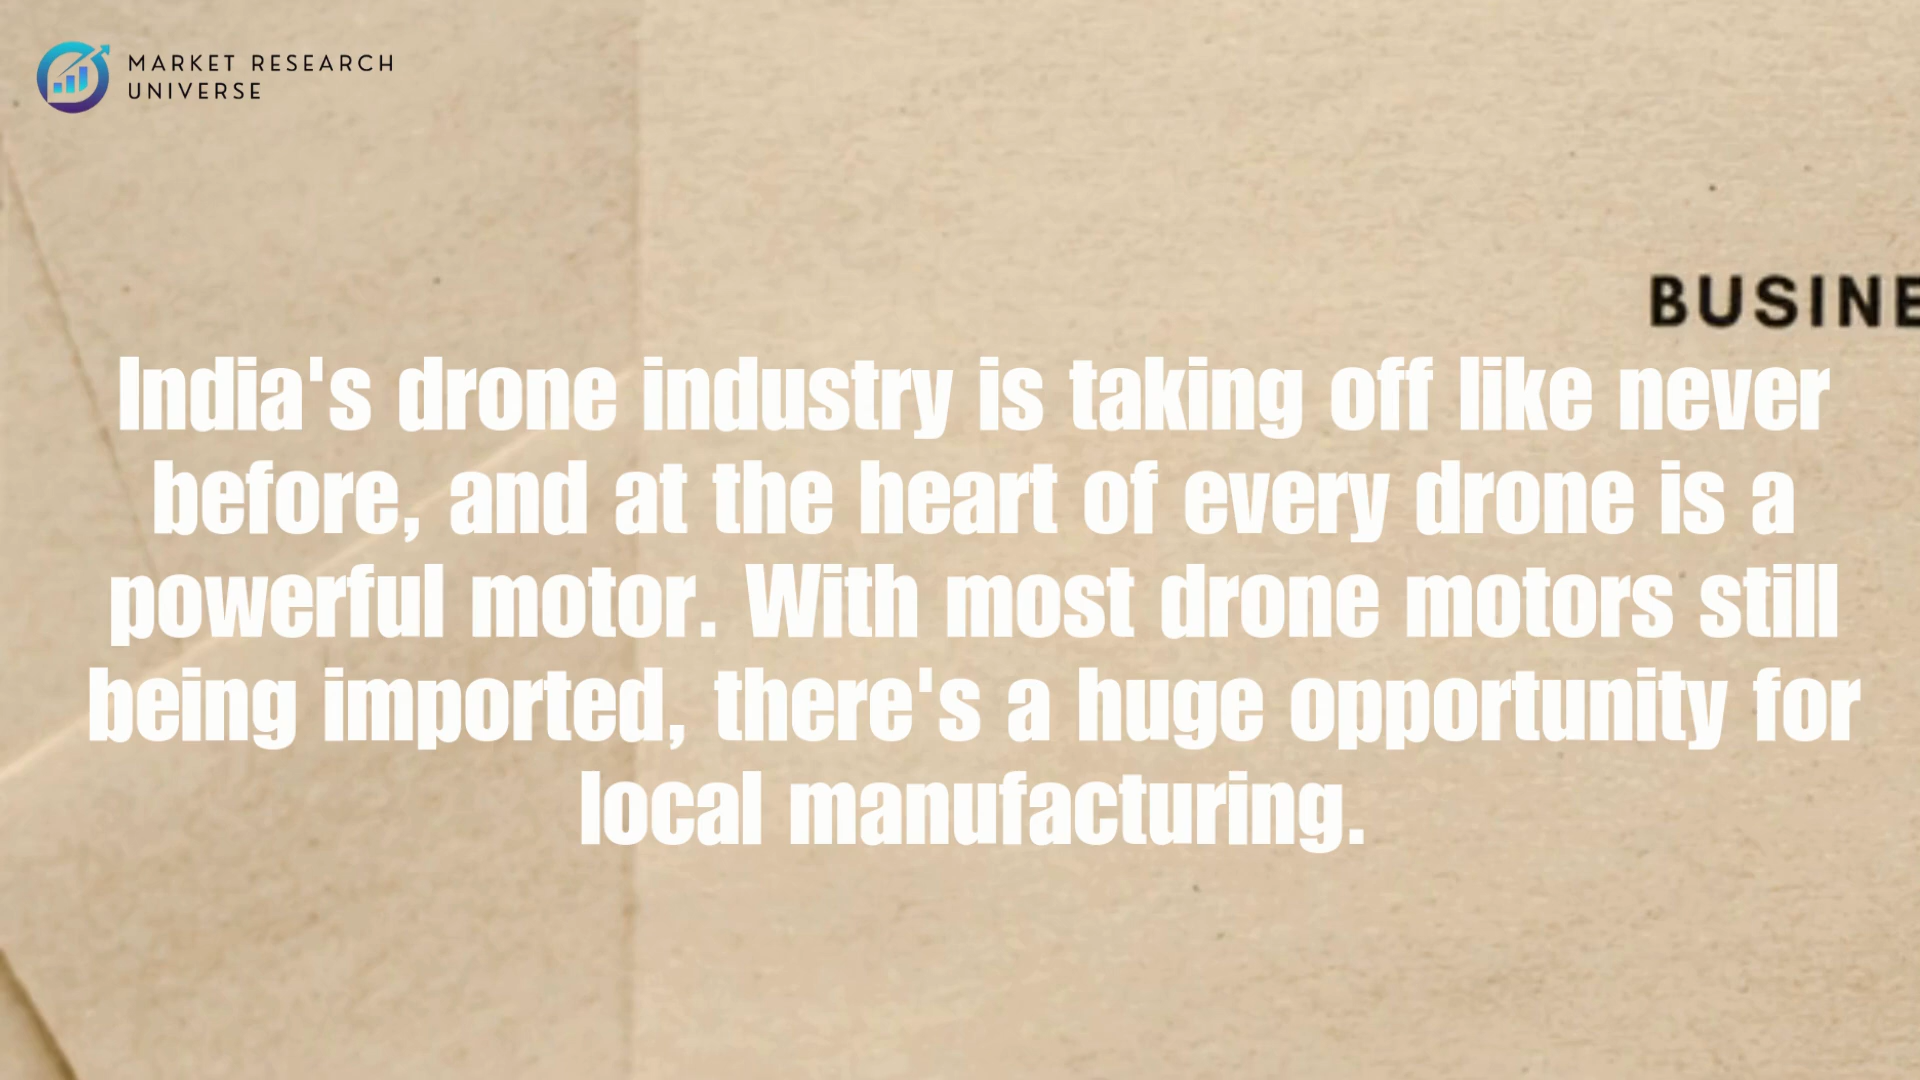 MARKET RESEARCH
UNIVERSE
BUSINE
India's drone industry is taking off like never
before, and at the heart of every drone is a
powerful motor. With most drone motors still
being imported, there's a huge opportunity for
local manufacturing.